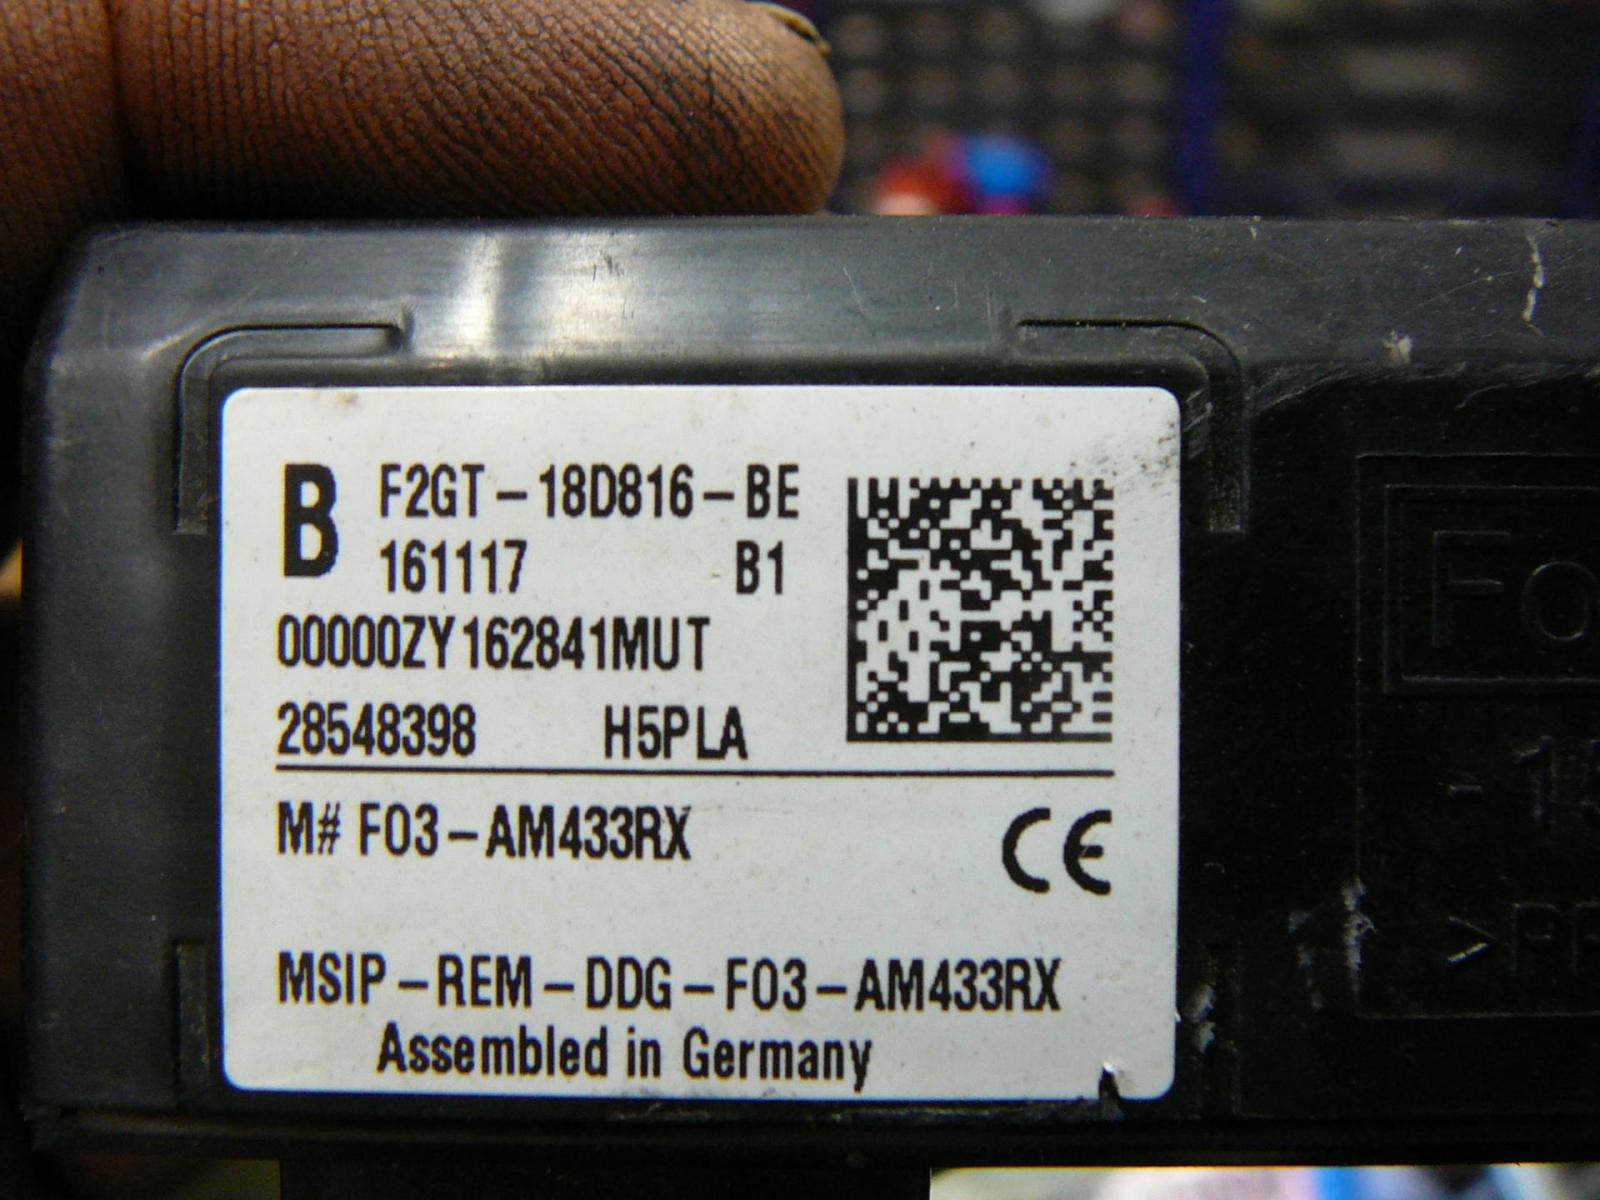 B F2GT-18D816-BE
161117 B1
00000ZY162841MUT
28548398 H5PLA
M# F03-AM433RX CE
MSIP-REM-DDG-F03-AM433RX
Assembled in Germany